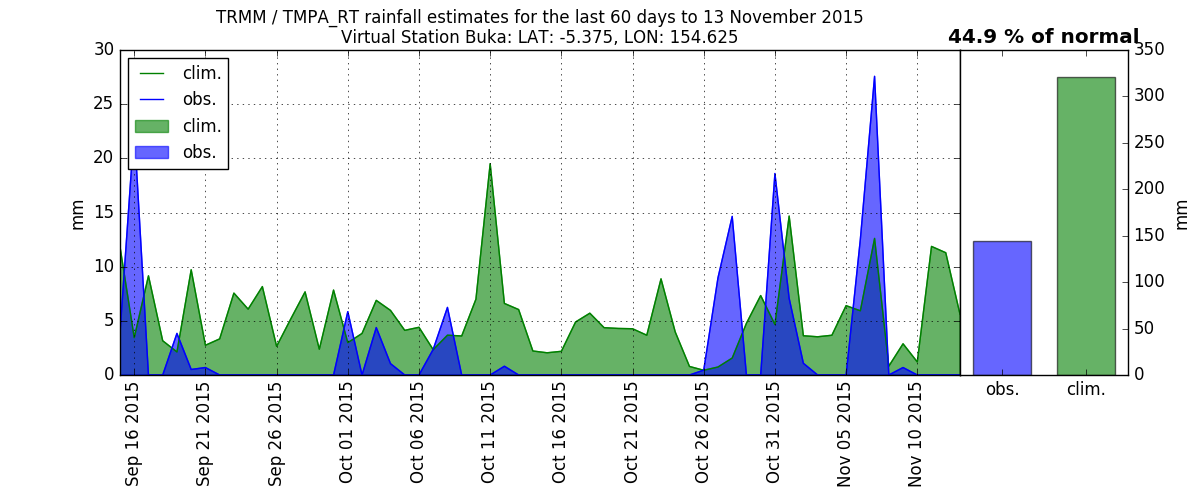 TRMM / TMPA_RT rainfall estimates for the last 60 days to 13 November 2015
Virtual Station Buka: LAT: -5.375, LON: 154.625
44.9 % of normal
clim.
obs.
clim.
obs.
30
25
20
15
10
5
0
mm
Sep 16 2015
Sep 21 2015
Sep 26 2015
Oct 01 2015
Oct 06 2015
Oct 11 2015
Oct 16 2015
Oct 21 2015
Oct 26 2015
Oct 31 2015
Nov 05 2015
Nov 10 2015
350
300
250
200
150
100
50
0
mm
obs.
clim.